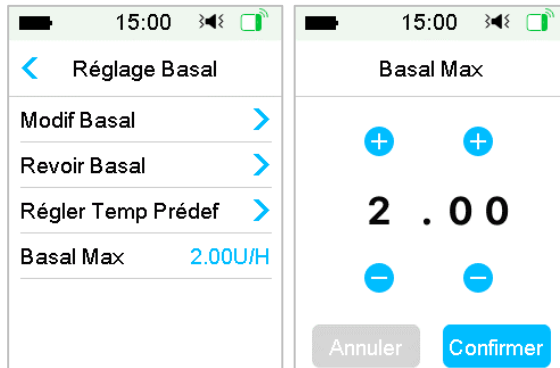 15:00
Réglage Basal
Modif Basal
Revoir Basal
Régler Temp Prédef
Basal Max 2.00U/H
15:00
Basal Max
2 . 0 0
Annuler Confirmer